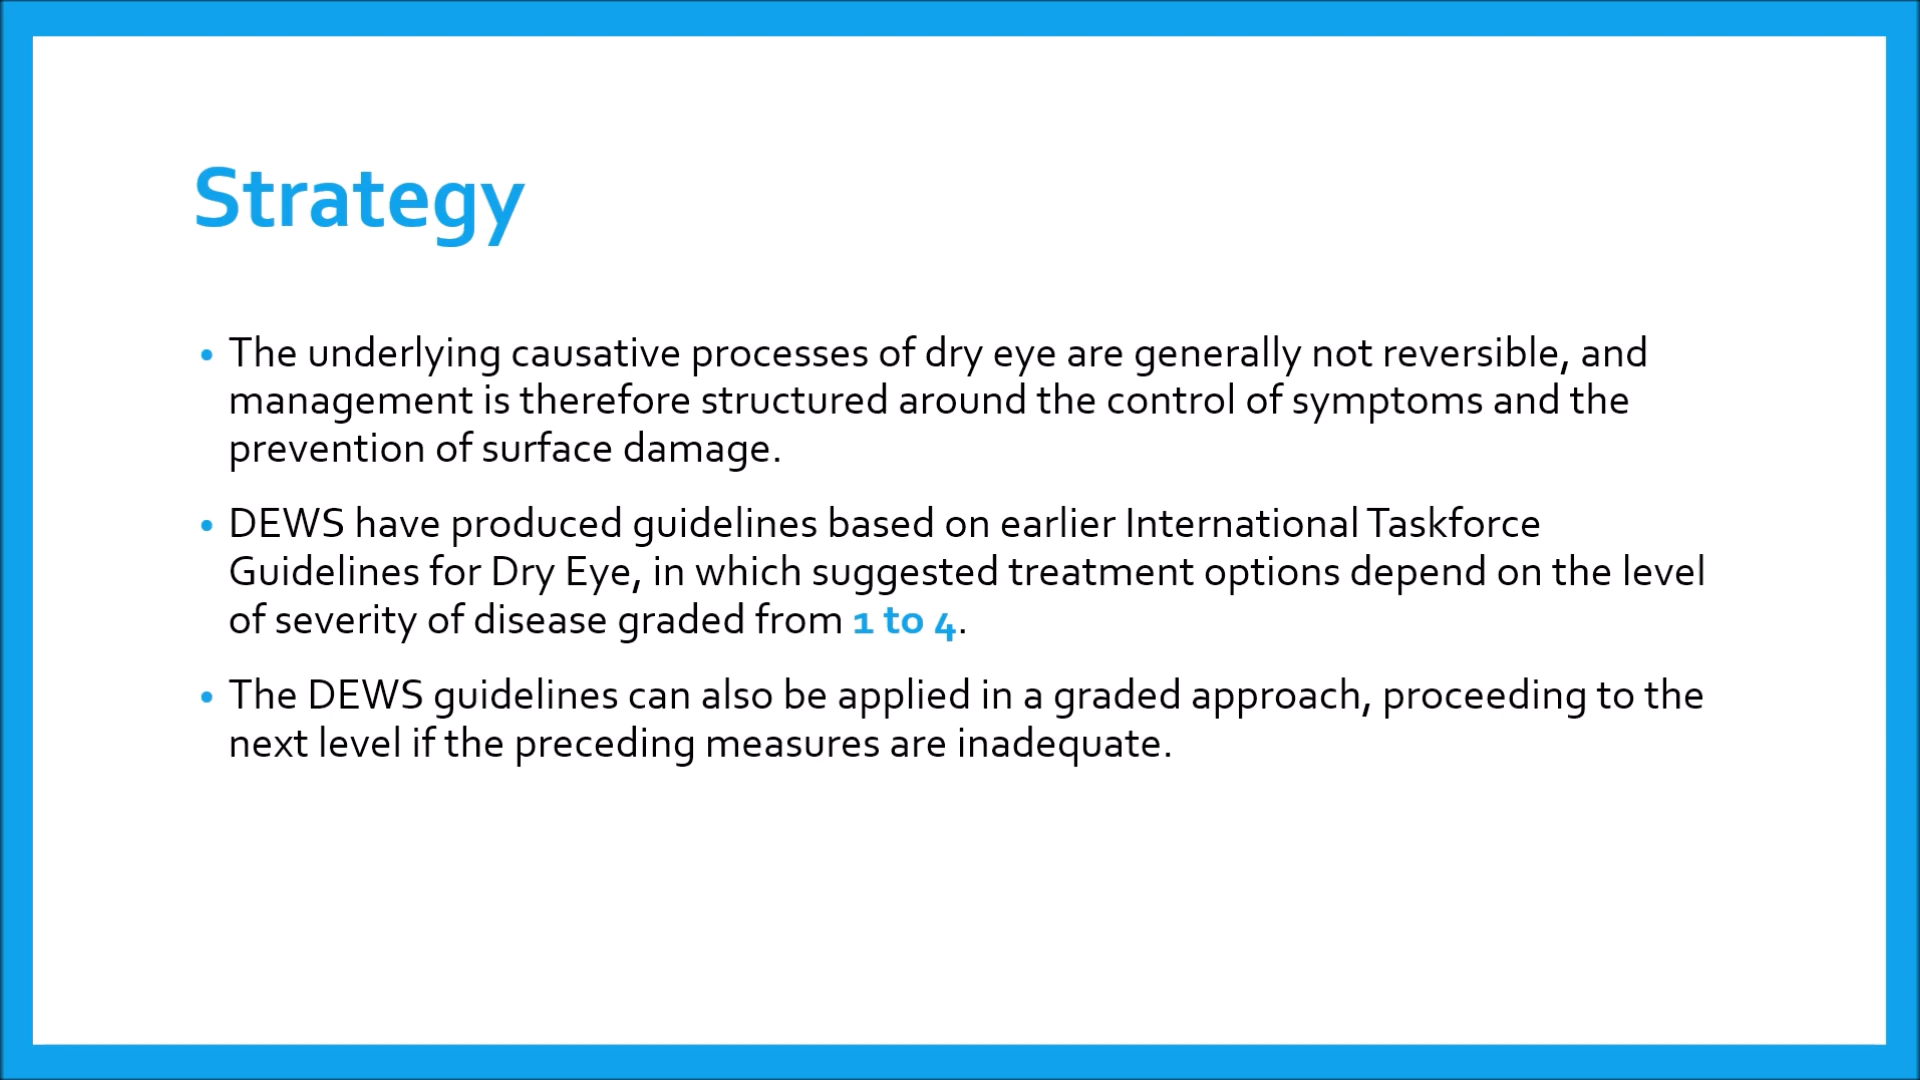 Strategy
• The underlying causative processes of dry eye are generally not reversible, and
management is therefore structured around the control of symptoms and the
prevention of surface damage.
• DEWS have produced guidelines based on earlier International Taskforce
Guidelines for Dry Eye, in which suggested treatment options depend on the level
of severity of disease graded from 1 to 4.
• The DEWS guidelines can also be applied in a graded approach, proceeding to the
next level if the preceding measures are inadequate.